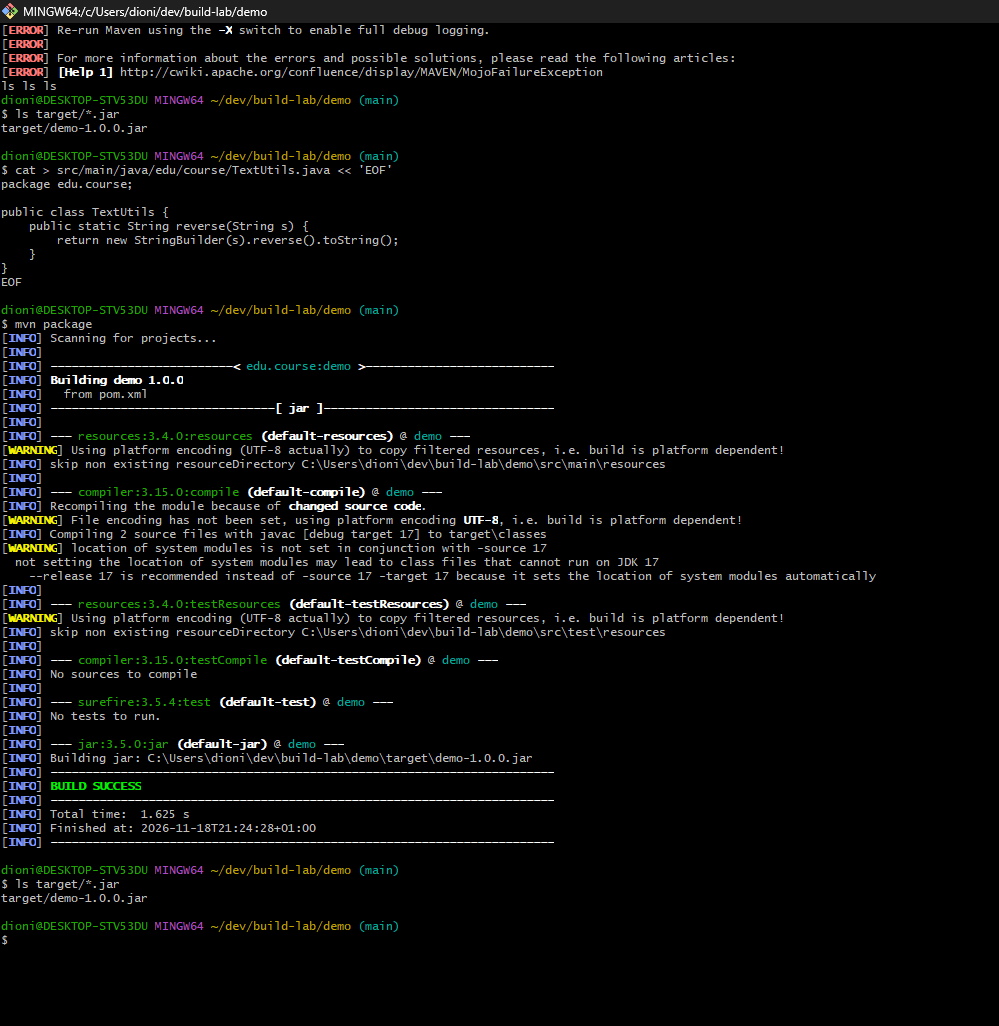 MINGW64:/c/Users/dioni/dev/build-lab/demo
[ERROR] Re-run Maven using the -X switch to enable full debug logging.
[ERROR]
[ERROR] For more information about the errors and possible solutions, please read the following articles:
[ERROR] [Help 1] http://cwiki.apache.org/confluence/display/MAVEN/MojoFailureException
ls ls ls
dioni@DESKTOP-STV53DU MINGW64 ~/dev/build-lab/demo (main)
$ ls target/*.jar
target/demo-1.0.0.jar

dioni@DESKTOP-STV53DU MINGW64 ~/dev/build-lab/demo (main)
$ cat > src/main/java/edu/course/TextUtils.java << 'EOF'
package edu.course;

public class TextUtils {
    public static String reverse(String s) {
        return new StringBuilder(s).reverse().toString();
    }
}
EOF

dioni@DESKTOP-STV53DU MINGW64 ~/dev/build-lab/demo (main)
$ mvn package
[INFO] Scanning for projects...
[INFO]
[INFO] --------------------------< edu.course:demo >---------------------------
[INFO] Building demo 1.0.0
[INFO]   from pom.xml
[INFO] --------------------------------[ jar ]---------------------------------
[INFO]
[INFO] --- resources:3.4.0:resources (default-resources) @ demo ---
[WARNING] Using platform encoding (UTF-8 actually) to copy filtered resources, i.e. build is platform dependent!
[INFO] skip non existing resourceDirectory C:\Users\dioni\dev\build-lab\demo\src\main\resources
[INFO]
[INFO] --- compiler:3.15.0:compile (default-compile) @ demo ---
[INFO] Recompiling the module because of changed source code.
[WARNING] File encoding has not been set, using platform encoding UTF-8, i.e. build is platform dependent!
[INFO] Compiling 2 source files with javac [debug target 17] to target\classes
[WARNING] location of system modules is not set in conjunction with -source 17
  not setting the location of system modules may lead to class files that cannot run on JDK 17
    --release 17 is recommended instead of -source 17 -target 17 because it sets the location of system modules automatically
[INFO]
[INFO] --- resources:3.4.0:testResources (default-testResources) @ demo ---
[WARNING] Using platform encoding (UTF-8 actually) to copy filtered resources, i.e. build is platform dependent!
[INFO] skip non existing resourceDirectory C:\Users\dioni\dev\build-lab\demo\src\test\resources
[INFO]
[INFO] --- compiler:3.15.0:testCompile (default-testCompile) @ demo ---
[INFO] No sources to compile
[INFO]
[INFO] --- surefire:3.5.4:test (default-test) @ demo ---
[INFO] No tests to run.
[INFO]
[INFO] --- jar:3.5.0:jar (default-jar) @ demo ---
[INFO] Building jar: C:\Users\dioni\dev\build-lab\demo\target\demo-1.0.0.jar
[INFO] ------------------------------------------------------------------------
[INFO] BUILD SUCCESS
[INFO] ------------------------------------------------------------------------
[INFO] Total time:  1.625 s
[INFO] Finished at: 2026-11-18T21:24:28+01:00
[INFO] ------------------------------------------------------------------------

dioni@DESKTOP-STV53DU MINGW64 ~/dev/build-lab/demo (main)
$ ls target/*.jar
target/demo-1.0.0.jar

dioni@DESKTOP-STV53DU MINGW64 ~/dev/build-lab/demo (main)
$